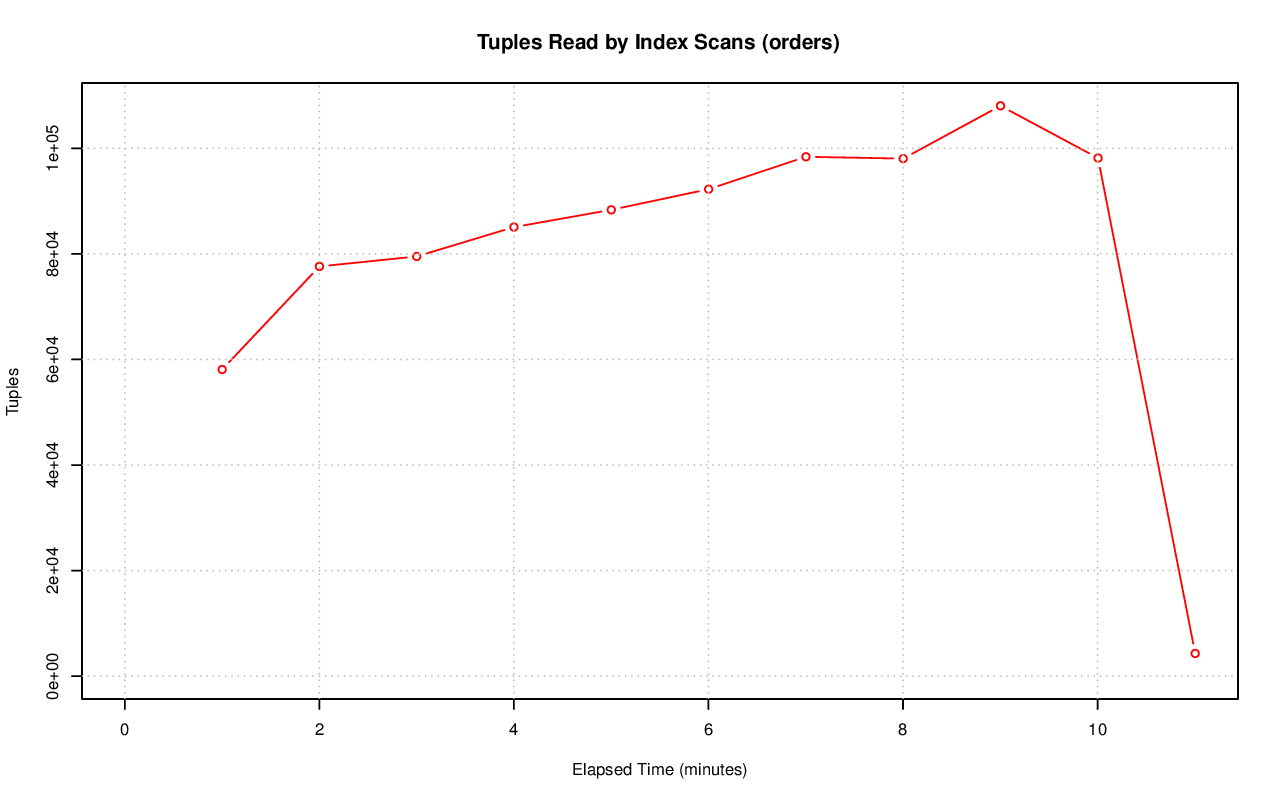 Tuples Read by Index Scans (orders)
Tuples
1e+05
8e+04
6e+04
4e+04
2e+04
0e+00
0 2 4 6 8 10
Elapsed Time (minutes)